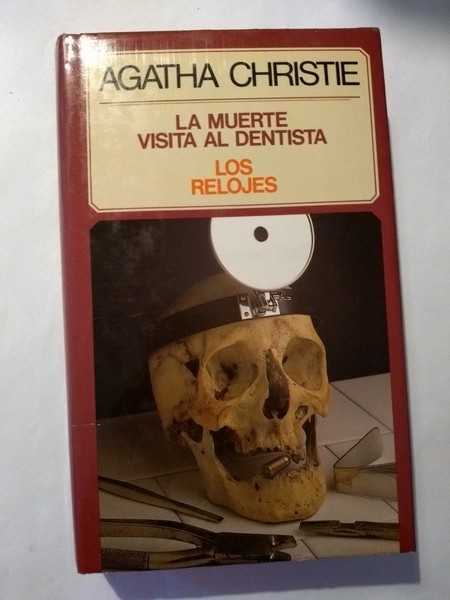 AGATHA CHRISTIE
LA MUERTE
VISITA AL DENTISTA
LOS
RELOJES